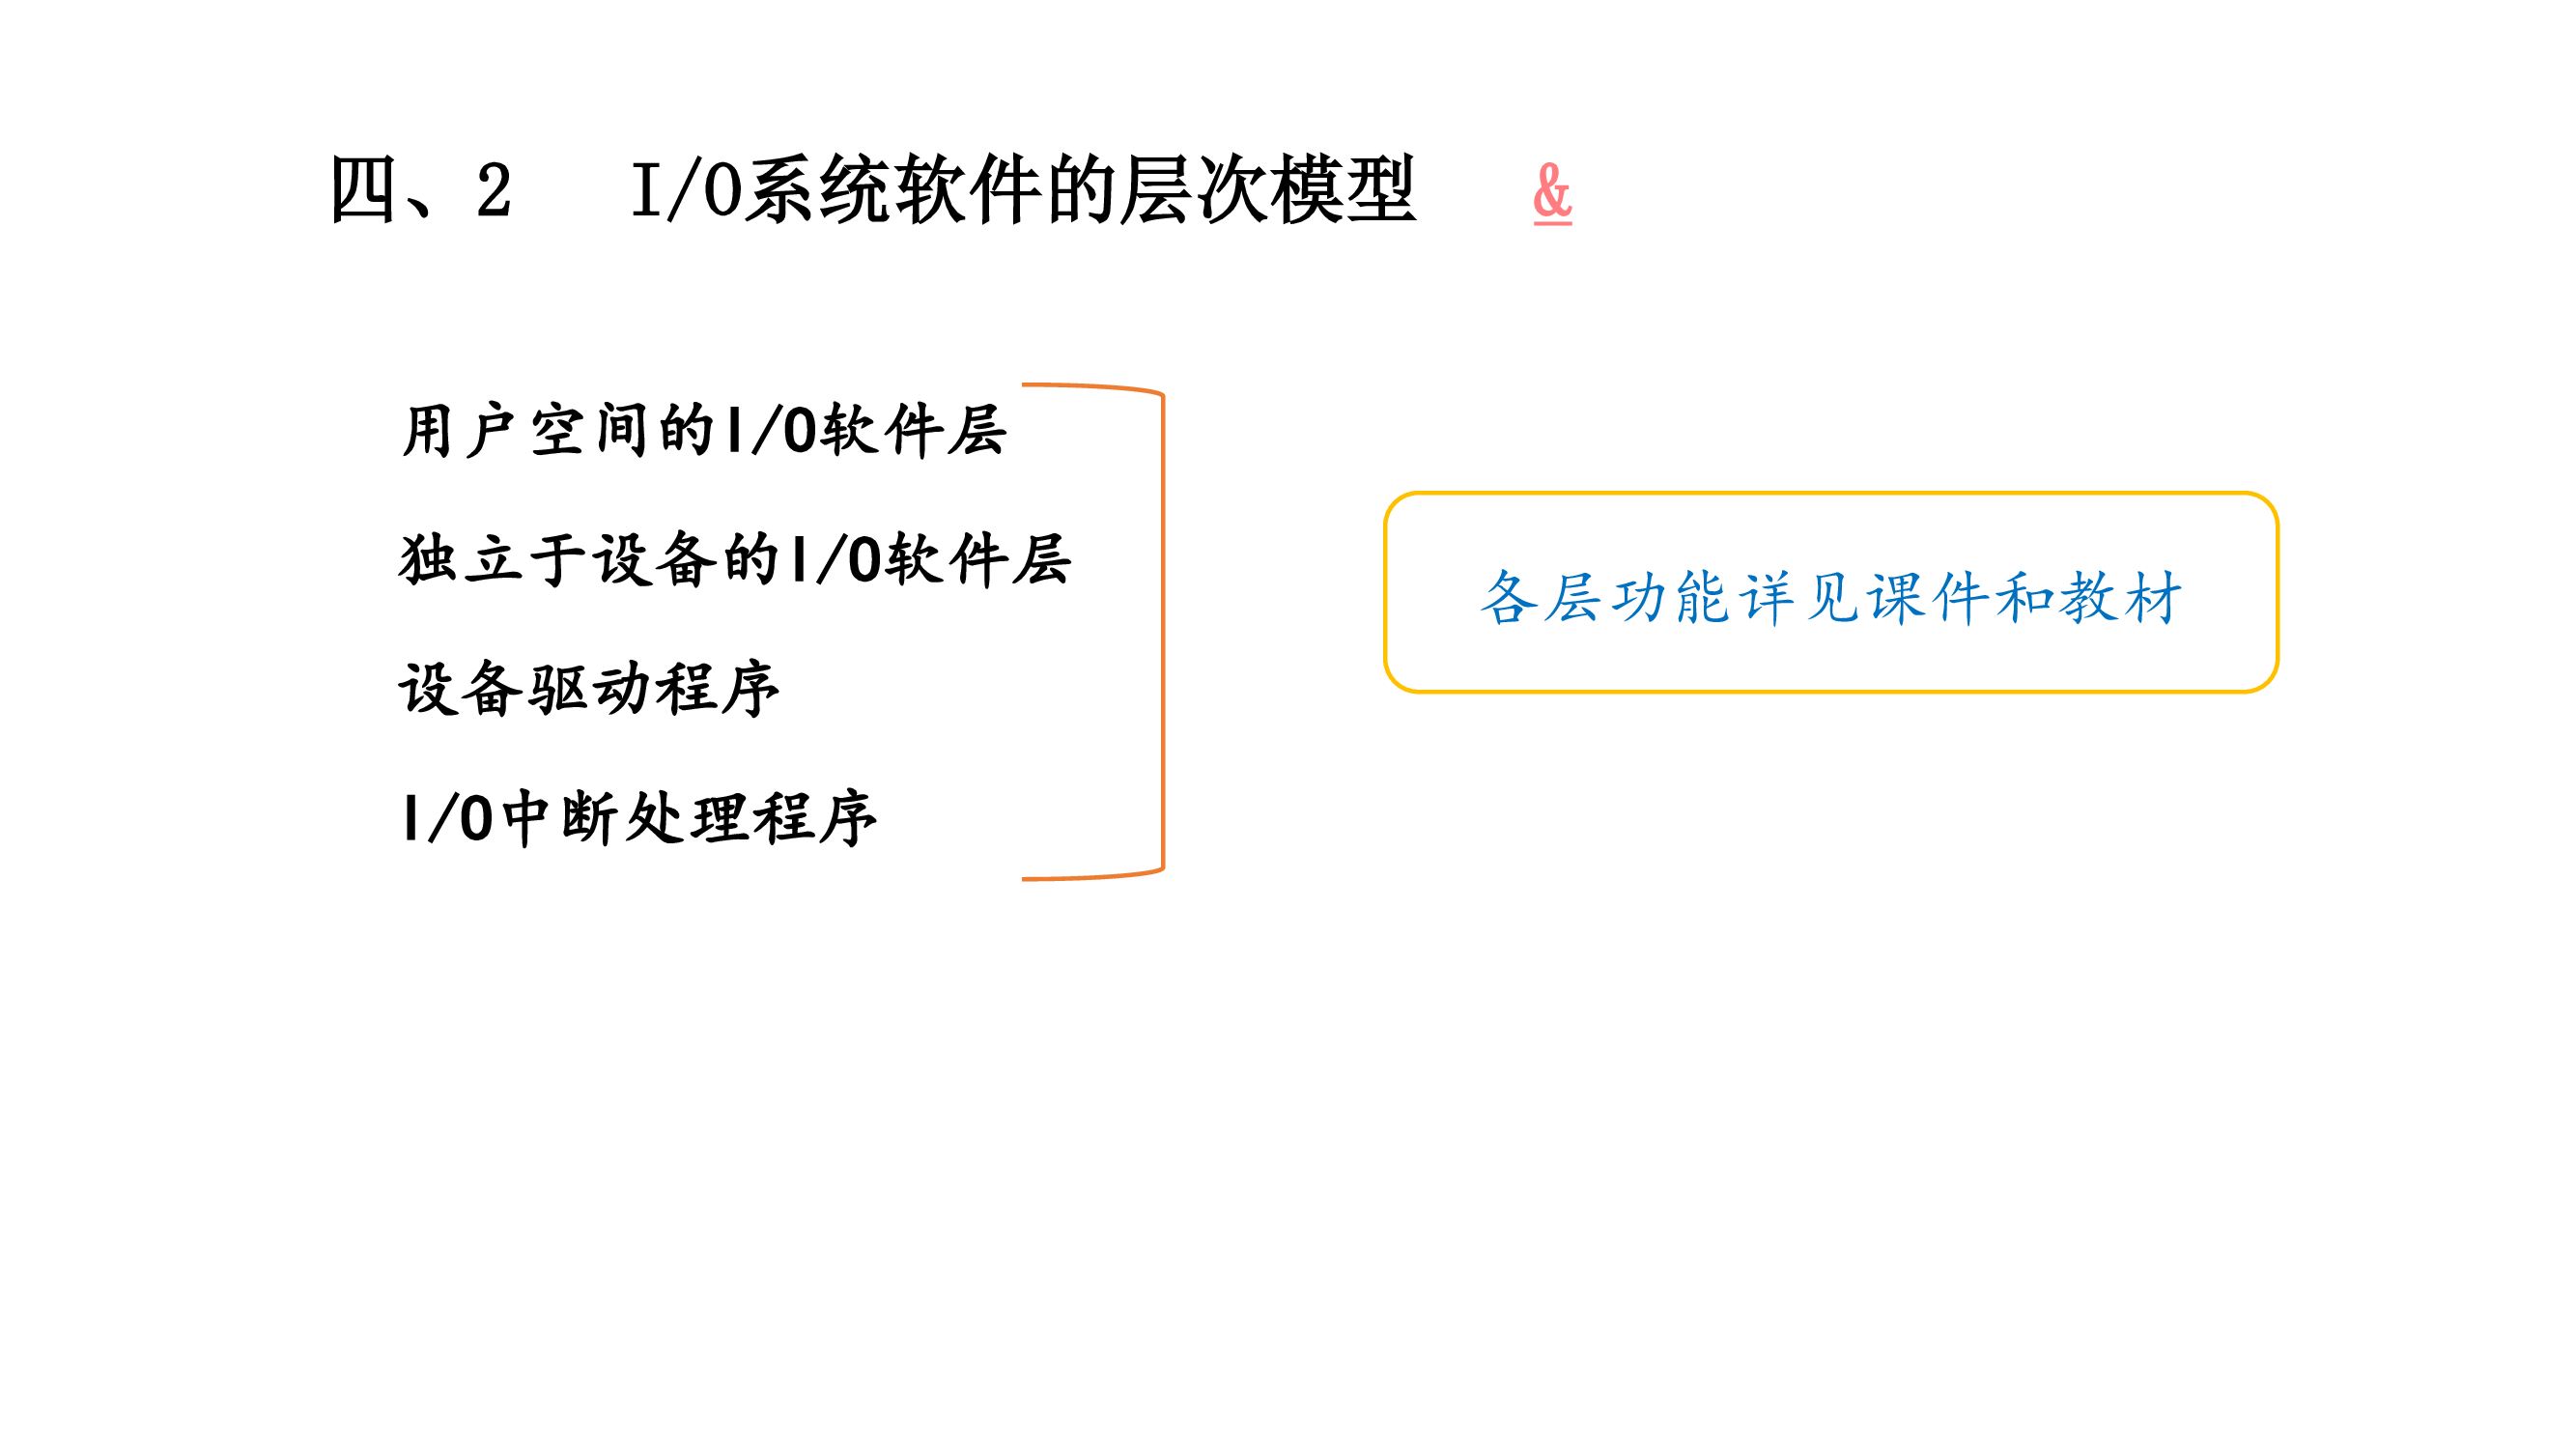 四、2 I/O系统软件的层次模型 &
用户空间的I/O软件层
独立于设备的I/O软件层
设备驱动程序
I/O中断处理程序
各层功能详见课件和教材